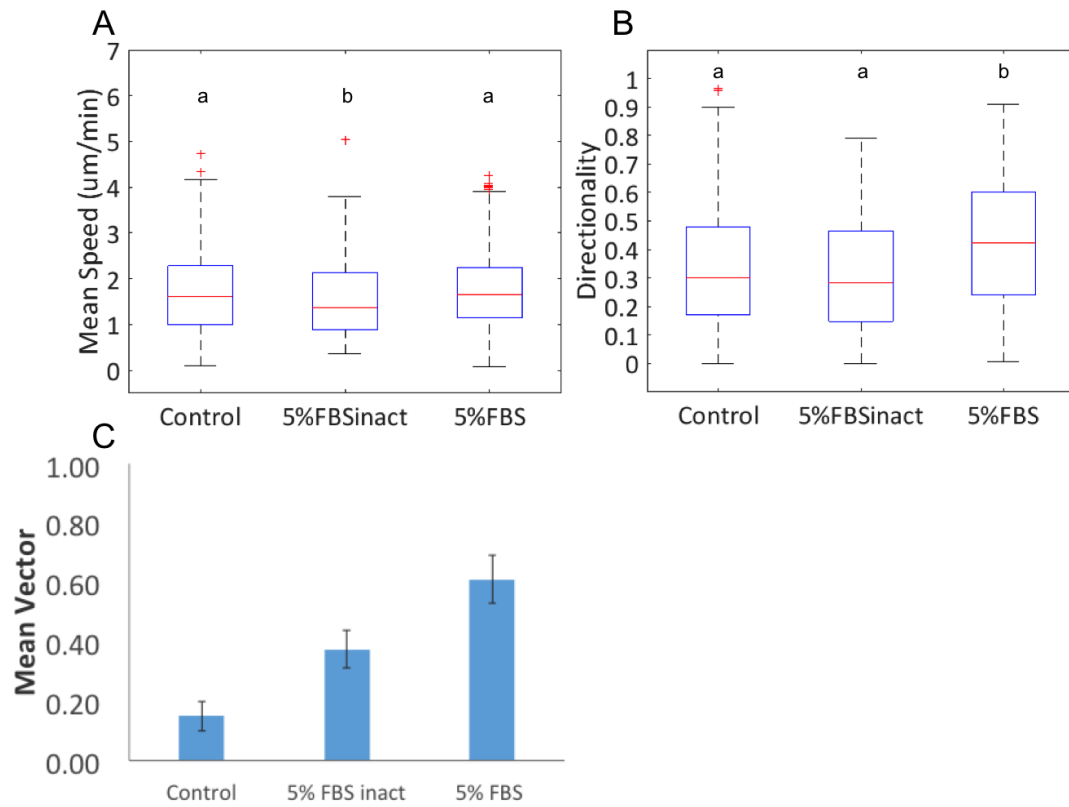 A
Mean Speed (um/min)
7
6
5
4
3
2
1
0
a
b
a
Control
5%FBSinact
5%FBS
B
Directionality
1
0.9
0.8
0.7
0.6
0.5
0.4
0.3
0.2
0.1
0
a
a
b
Control
5%FBSinact
5%FBS
C
Mean Vector
1.00
0.80
0.60
0.40
0.20
0.00
Control
5% FBS inact
5% FBS